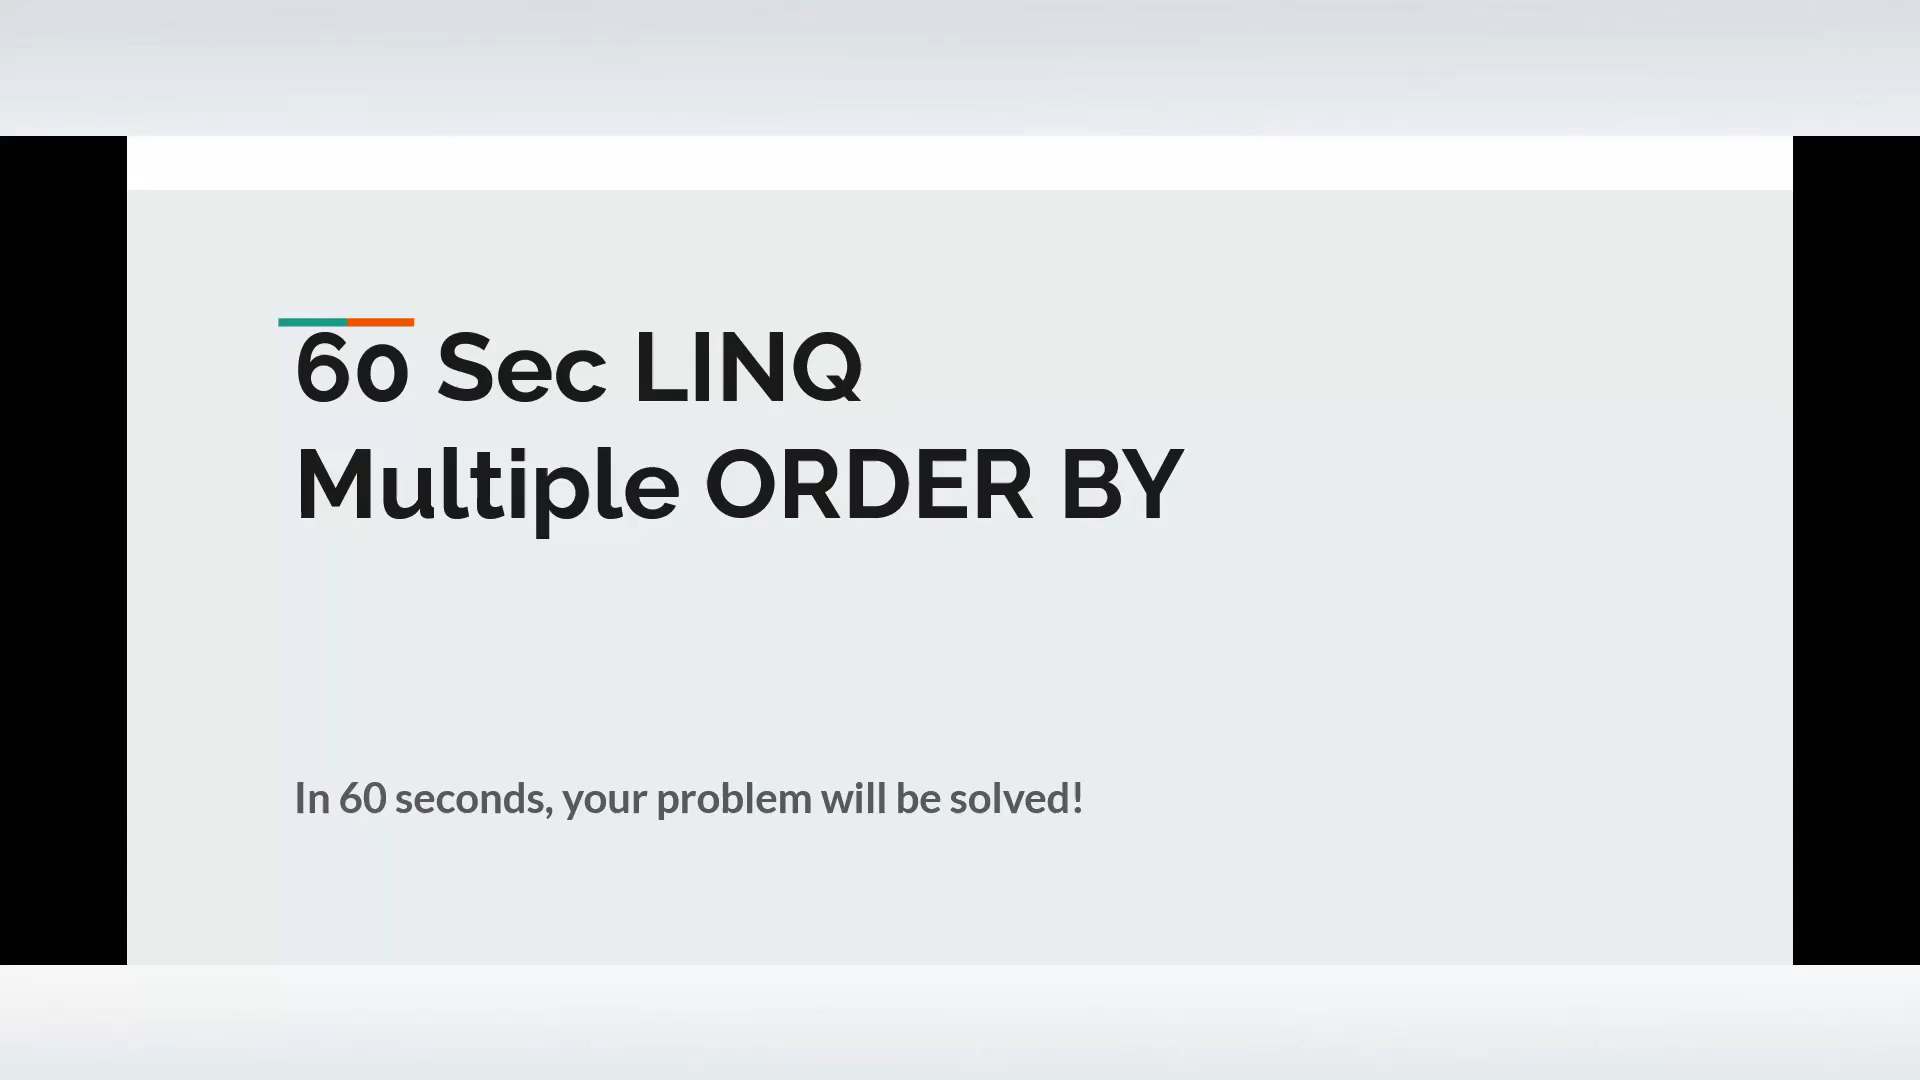 60 Sec LINQ
Multiple ORDER BY
In 60 seconds, your problem will be solved!